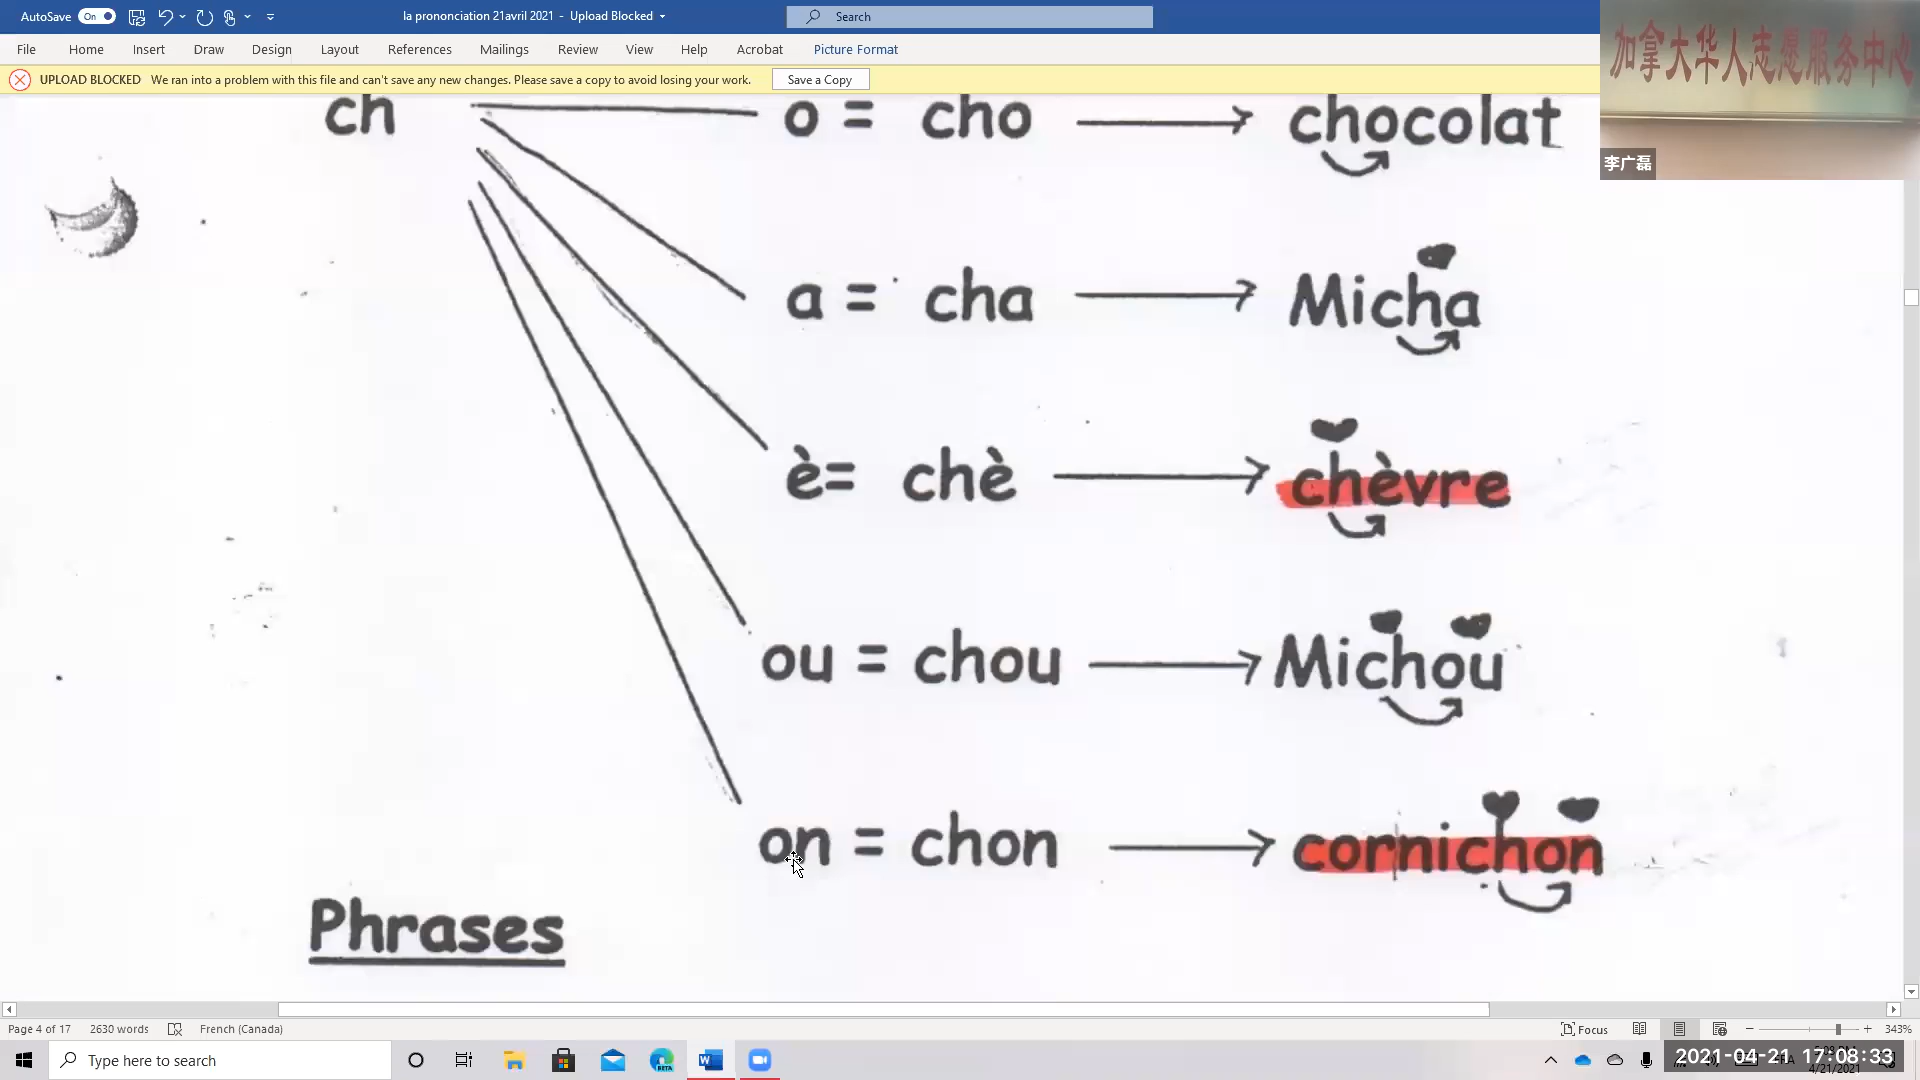 AutoSave On la prononciation 21avril 2021 - Upload Blocked Search
File Home Insert Draw Design Layout References Mailings Review View Help Acrobat Picture Format
UPLOAD BLOCKED We ran into a problem with this file and can't save any new changes. Please save a copy to avoid losing your work. Save a Copy
加拿大华人志愿服务中心
李广磊
ch o = cho chocolat
a = cha Micha
è= chè chèvre
ou = chou Michou
on = chon cornichon
Phrases
Page 4 of 17 2630 words French (Canada) Focus 343%
Type here to search
2021-04-21 17:08:33
4/21/2021